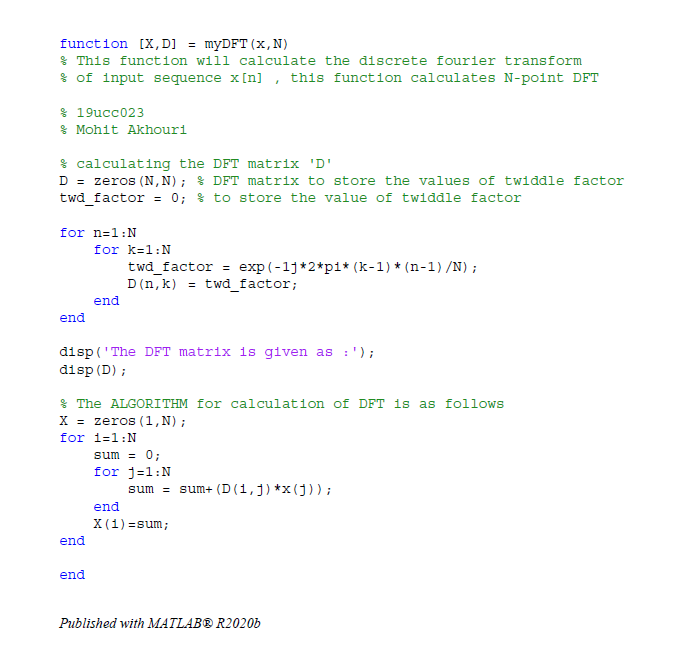 function [X,D] = myDFT(x,N)
% This function will calculate the discrete fourier transform
% of input sequence x[n] , this function calculates N-point DFT
% 19ucc023
% Mohit Akhouri
% calculating the DFT matrix 'D'
D = zeros(N,N); % DFT matrix to store the values of twiddle factor
twd_factor = 0; % to store the value of twiddle factor
for n=1:N
    for k=1:N
        twd_factor = exp(-1j*2*pi*(k-1)*(n-1)/N);
        D(n,k) = twd_factor;
    end
end
disp('The DFT matrix is given as :');
disp(D);
% The ALGORITHM for calculation of DFT is as follows
X = zeros(1,N);
for i=1:N
    sum = 0;
    for j=1:N
        sum = sum+(D(i,j)*x(j));
    end
    X(i)=sum;
end
end
Published with MATLAB® R2020b